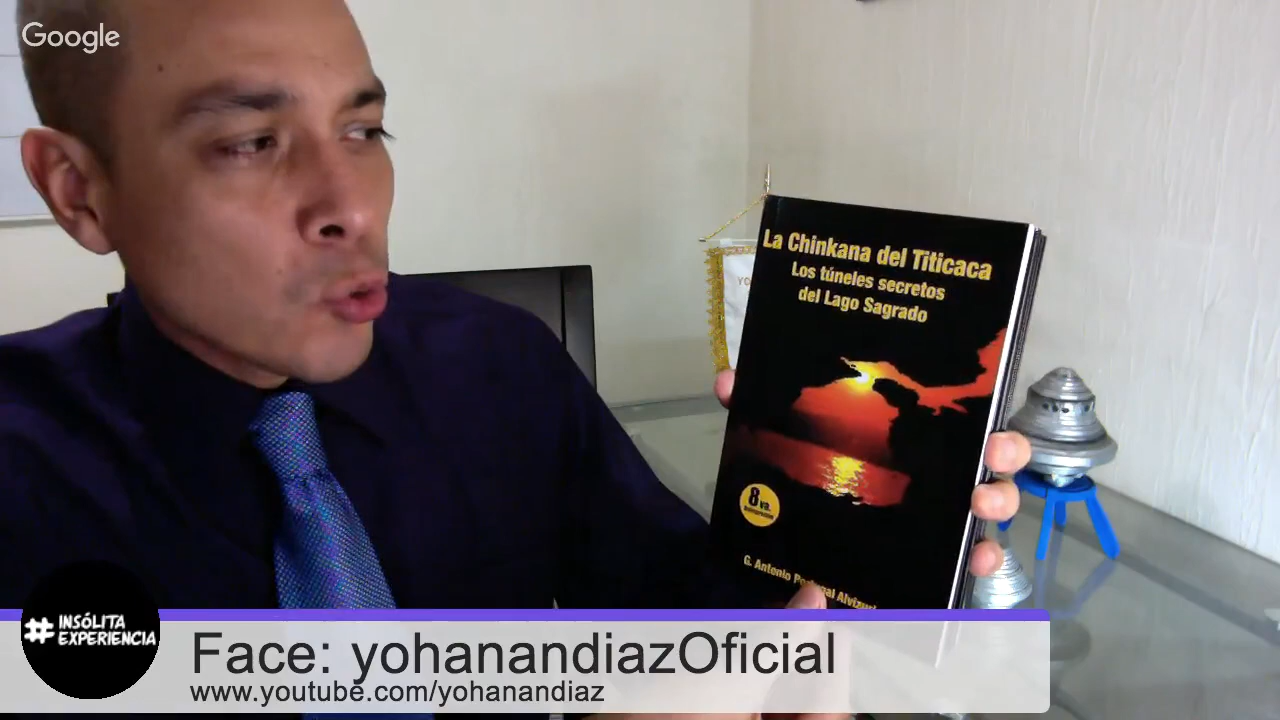 Google
YO
La Chinkana del Titicaca
Los túneles secretos
del Lago Sagrado
8va.
G. Antonio
# INSÓLITA
EXPERIENCIA
Face: yohanandiazOficial
www.youtube.com/yohanandiaz